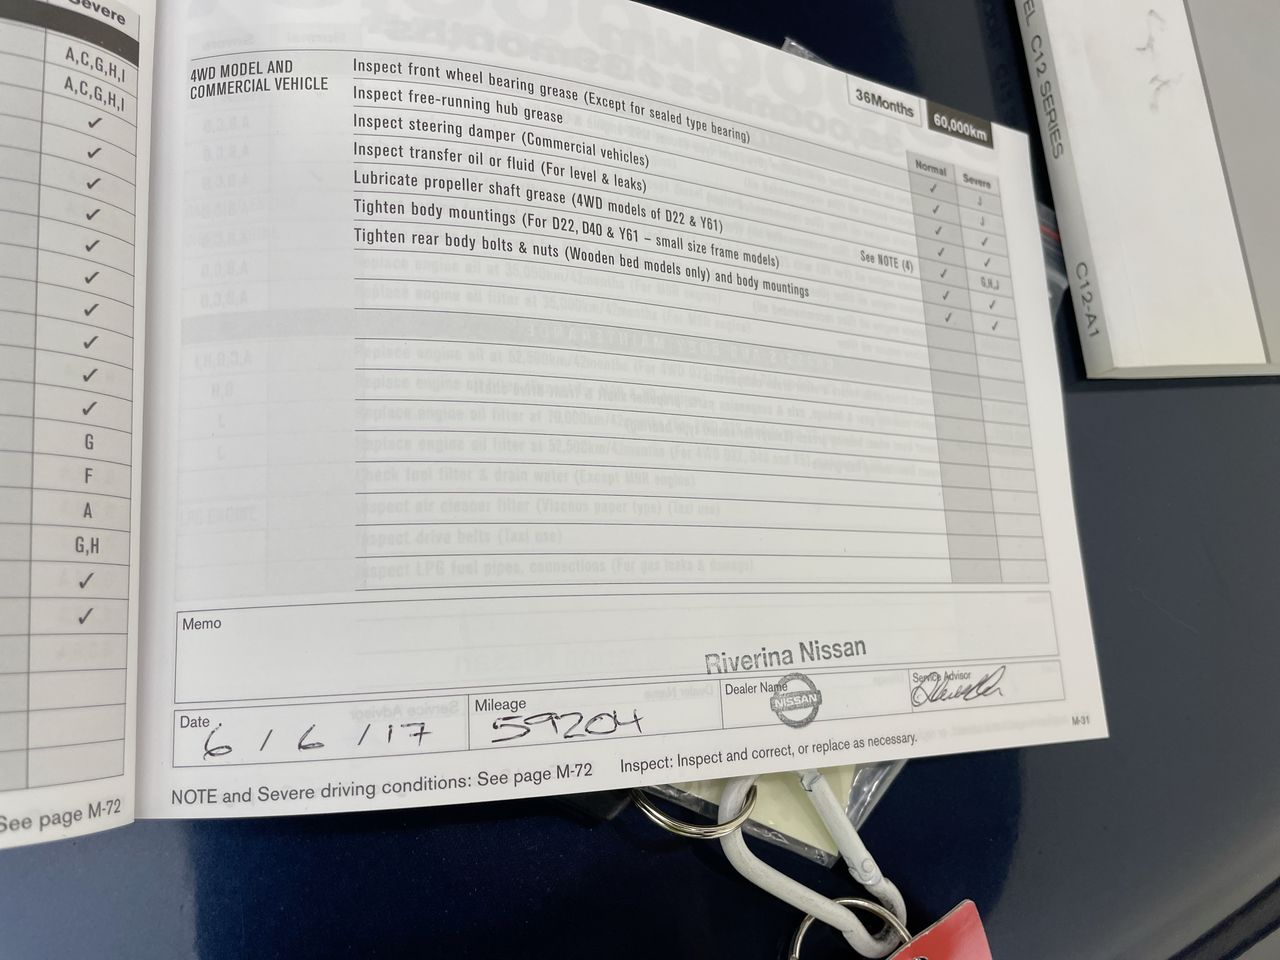 Severe
A,C,G,H,I
A,C,G,H,I
✓
✓
✓
✓
✓
✓
✓
✓
✓
✓
G
F
A
G,H
✓
✓
See page M-72
36Months 60,000km
Normal Severe
4WD MODEL AND
COMMERCIAL VEHICLE
Inspect front wheel bearing grease (Except for sealed type bearing) ✓ J
Inspect free-running hub grease ✓ J
Inspect steering damper (Commercial vehicles) ✓ ✓
Inspect transfer oil or fluid (For level & leaks) ✓ ✓
Lubricate propeller shaft grease (4WD models of D22 & Y61) See NOTE (4) ✓ G,H,J
Tighten body mountings (For D22, D40 & Y61 – small size frame models) ✓ ✓
Tighten rear body bolts & nuts (Wooden bed models only) and body mountings ✓ ✓
Memo
Riverina Nissan
Date 6 / 6 / 17
Mileage 59204
Dealer Name NISSAN
Service Advisor
M-31
NOTE and Severe driving conditions: See page M-72
Inspect: Inspect and correct, or replace as necessary.
EL C12 SERIES
C12-A1